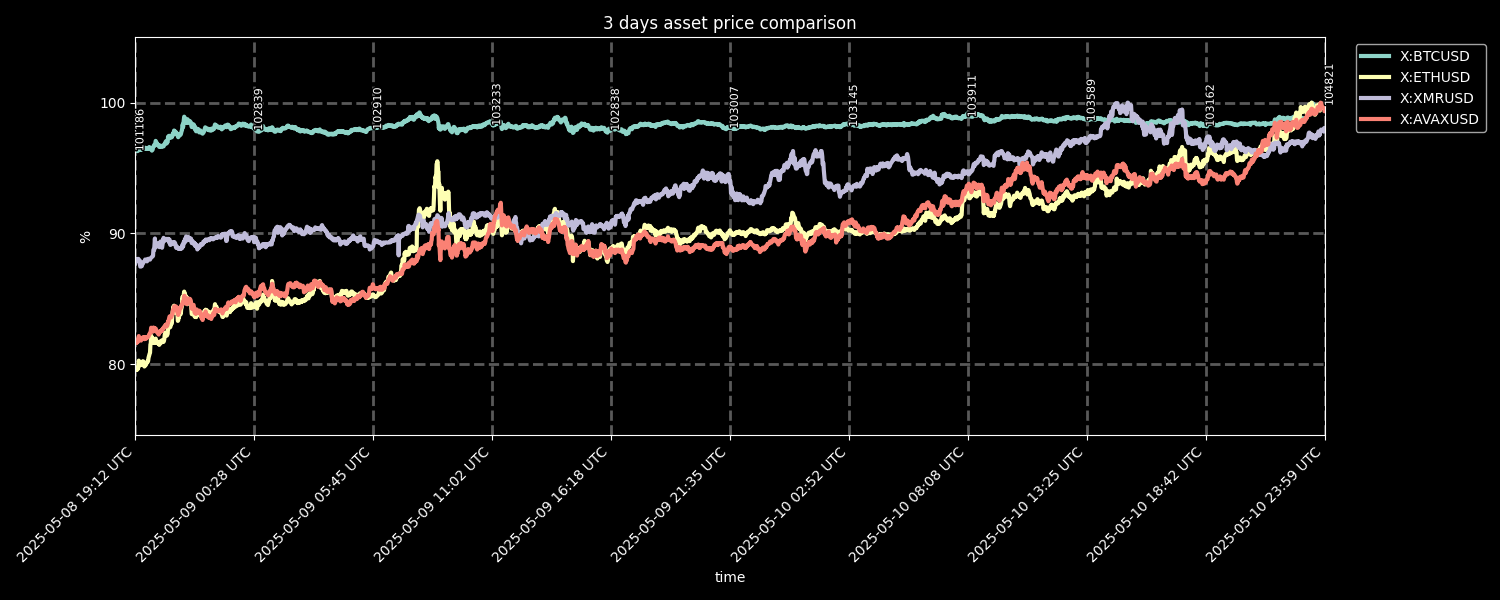 3 days asset price comparison
X:BTCUSD
X:ETHUSD
X:XMRUSD
X:AVAXUSD
100
90
80
%
101186
102839
102910
103233
102838
103007
103145
103911
103589
103162
104821
2025-05-08 19:12 UTC
2025-05-09 00:28 UTC
2025-05-09 05:45 UTC
2025-05-09 11:02 UTC
2025-05-09 16:18 UTC
2025-05-09 21:35 UTC
2025-05-10 02:52 UTC
2025-05-10 08:08 UTC
2025-05-10 13:25 UTC
2025-05-10 18:42 UTC
2025-05-10 23:59 UTC
time